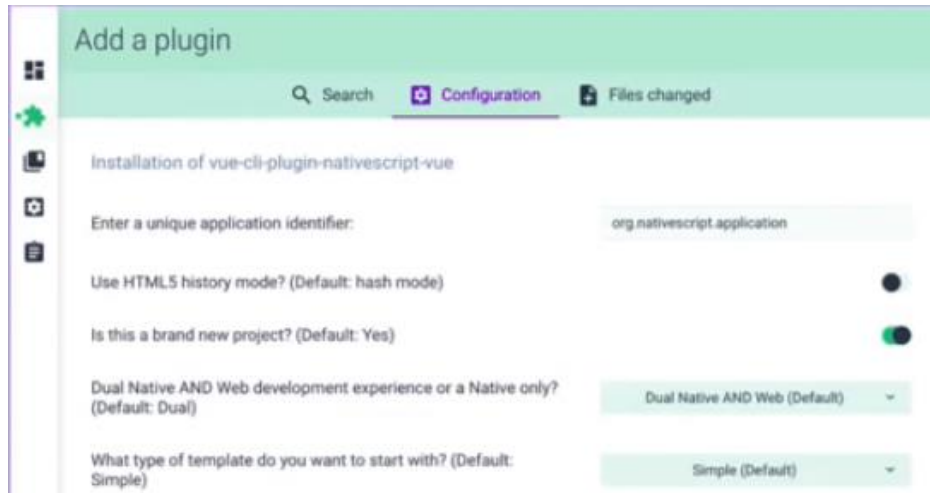 Add a plugin
Search Configuration Files changed
Installation of vue-cli-plugin-nativescript-vue
Enter a unique application identifier: org.nativescript.application
Use HTML5 history mode? (Default: hash mode)
Is this a brand new project? (Default: Yes)
Dual Native AND Web development experience or a Native only?
(Default: Dual)
Dual Native AND Web (Default)
What type of template do you want to start with? (Default:
Simple)
Simple (Default)